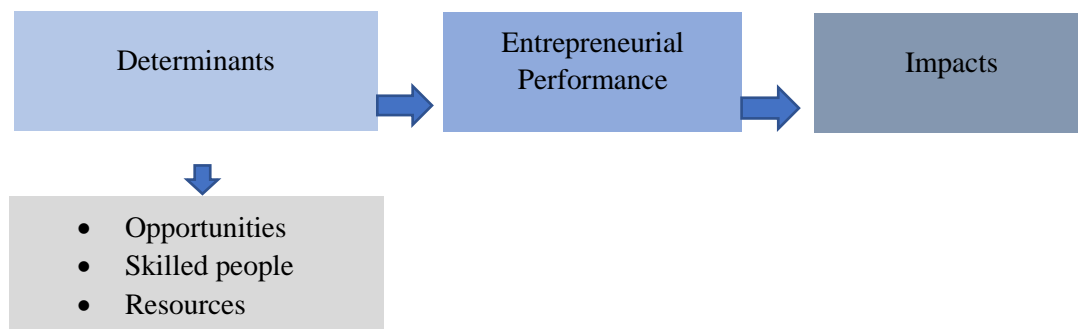 Determinants
Entrepreneurial
Performance
Impacts
• Opportunities
• Skilled people
• Resources